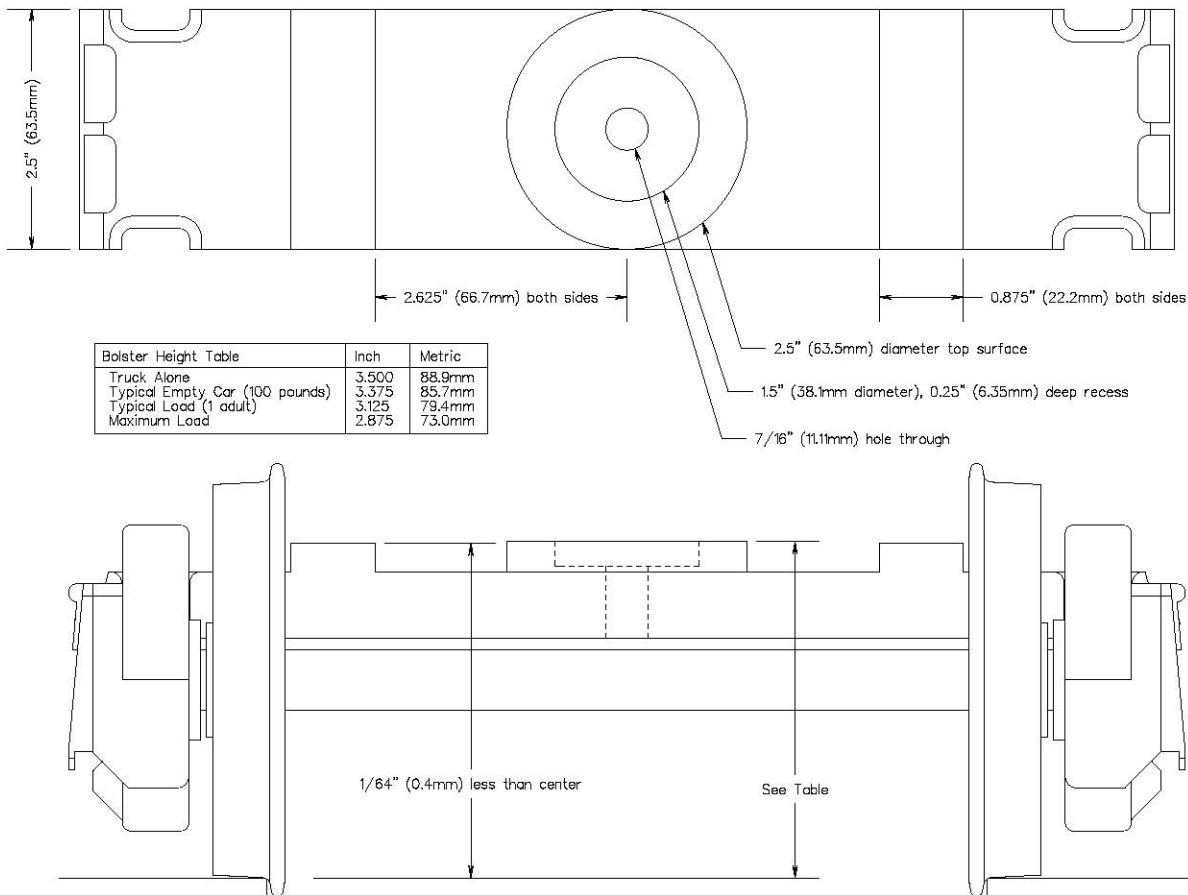 2.5" (63.5mm)
2.625" (66.7mm) both sides
0.875" (22.2mm) both sides
2.5" (63.5mm) diameter top surface
1.5" (38.1mm diameter), 0.25" (6.35mm) deep recess
7/16" (11.11mm) hole through
Bolster Height Table Inch Metric
Truck Alone 3.500 88.9mm
Typical Empty Car (100 pounds) 3.375 85.7mm
Typical Load (1 adult) 3.125 79.4mm
Maximum Load 2.875 73.0mm
1/64" (0.4mm) less than center
See Table